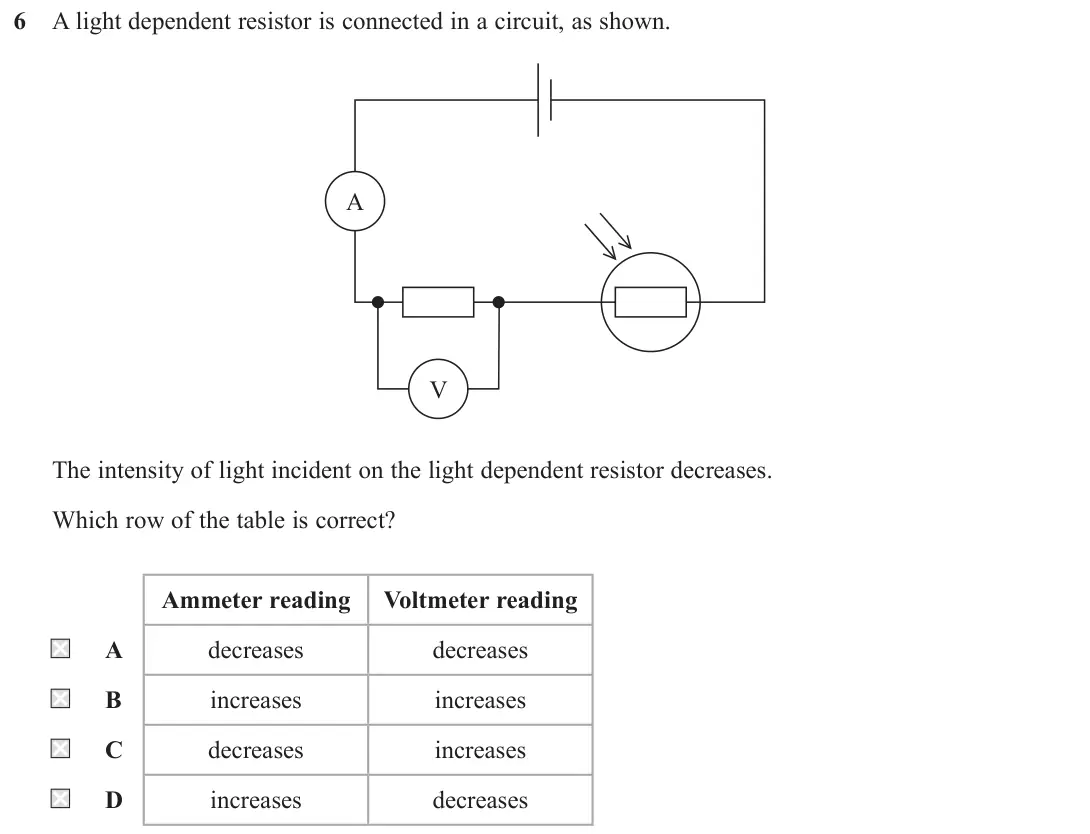 6 A light dependent resistor is connected in a circuit, as shown.
A
V
The intensity of light incident on the light dependent resistor decreases.
Which row of the table is correct?
Ammeter reading Voltmeter reading
A decreases decreases
B increases increases
C decreases increases
D increases decreases